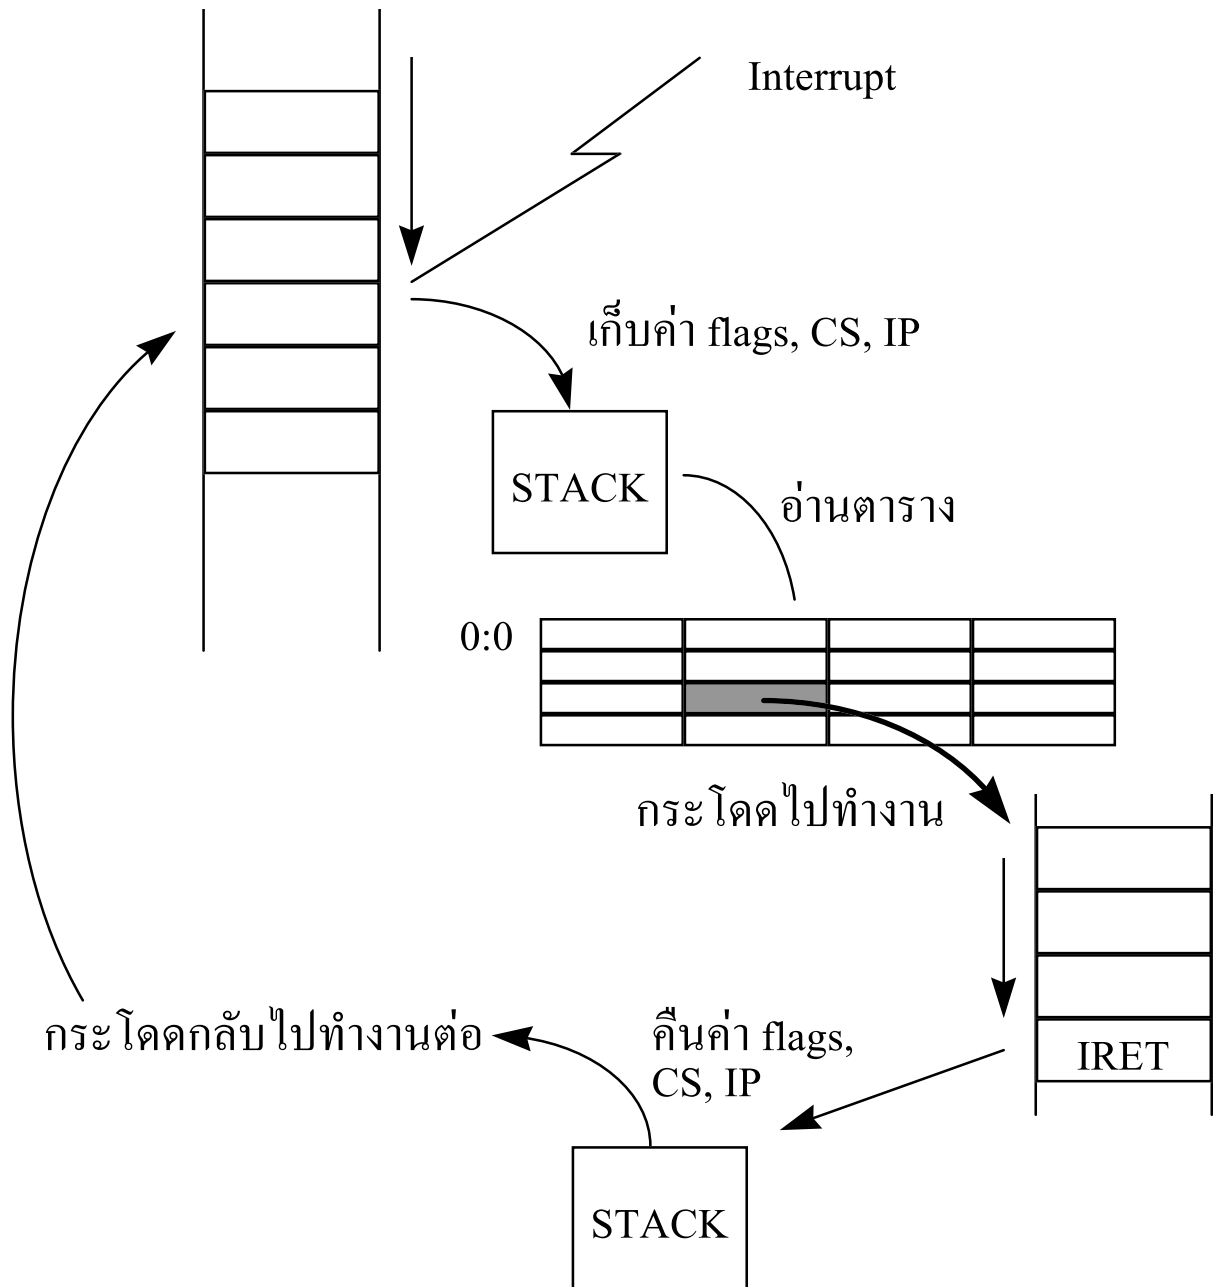 Interrupt
เก็บค่า flags, CS, IP
STACK
อ่านตาราง
0:0
กระโดดไปทำงาน
กระโดดกลับไปทำงานต่อ
คืนค่า flags,
CS, IP
IRET
STACK